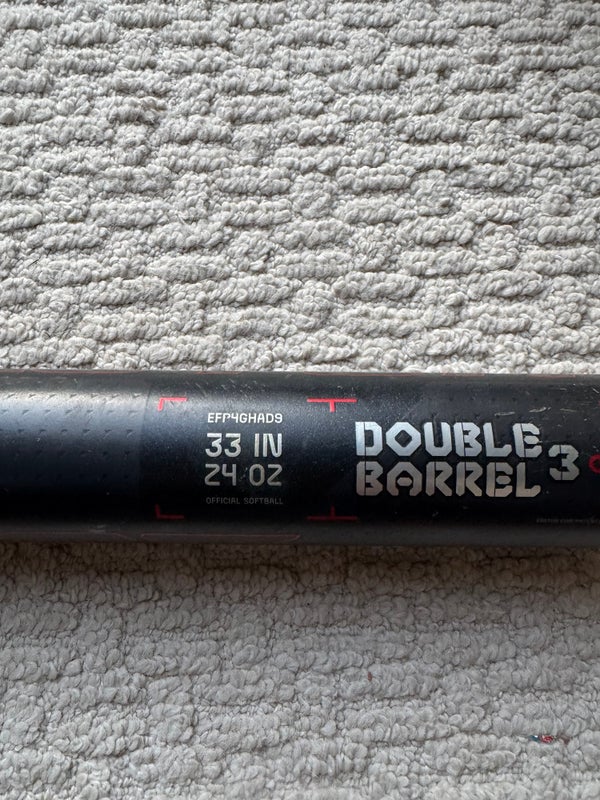 EFP4GHAD9
33 IN
24 OZ
OFFICIAL SOFTBALL
DOUBLE
BARREL 3